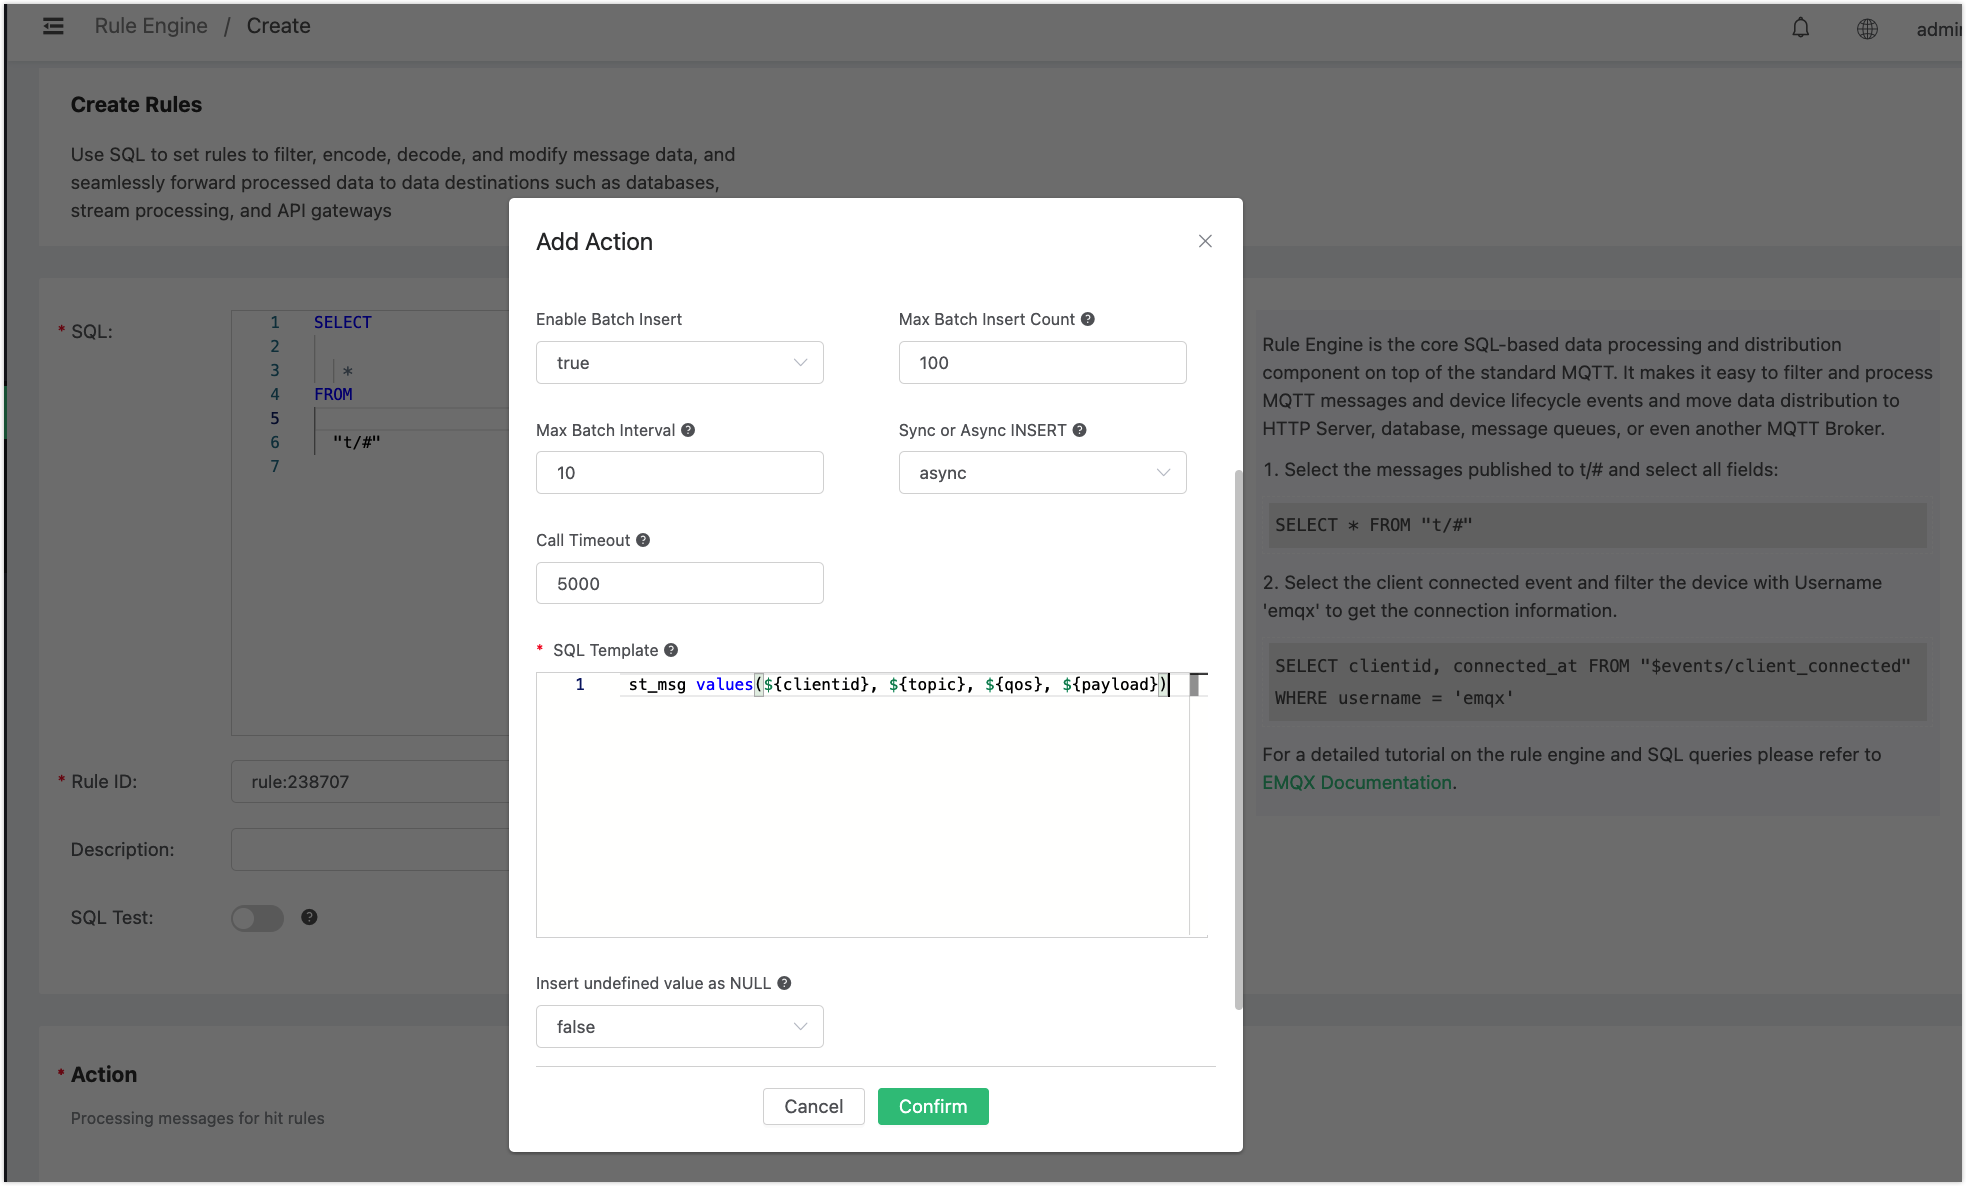 Rule Engine / Create
Create Rules
Use SQL to set rules to filter, encode, decode, and modify message data, and
seamlessly forward processed data to data destinations such as databases,
stream processing, and API gateways
* SQL:
1 SELECT
2
3 *
4 FROM
5
6 "t/#"
7
* Rule ID:
rule:238707
Description:
SQL Test:
* Action
Processing messages for hit rules
Add Action
Enable Batch Insert
true
Max Batch Insert Count
100
Max Batch Interval
10
Sync or Async INSERT
async
Call Timeout
5000
* SQL Template
1 st_msg values(${clientid}, ${topic}, ${qos}, ${payload})
Insert undefined value as NULL
false
Cancel
Confirm
Rule Engine is the core SQL-based data processing and distribution
component on top of the standard MQTT. It makes it easy to filter and process
MQTT messages and device lifecycle events and move data distribution to
HTTP Server, database, message queues, or even another MQTT Broker.
1. Select the messages published to t/# and select all fields:
SELECT * FROM "t/#"
2. Select the client connected event and filter the device with Username
'emqx' to get the connection information.
SELECT clientid, connected_at FROM "$events/client_connected"
WHERE username = 'emqx'
For a detailed tutorial on the rule engine and SQL queries please refer to
EMQX Documentation.